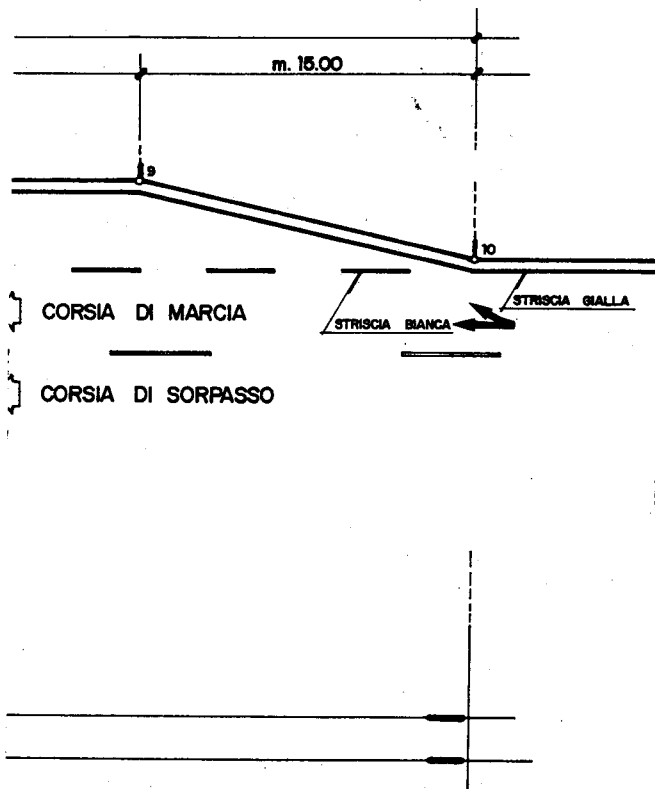 m. 15.00
9
10
STRISCIA GIALLA
CORSIA DI MARCIA
STRISCIA BIANCA
CORSIA DI SORPASSO